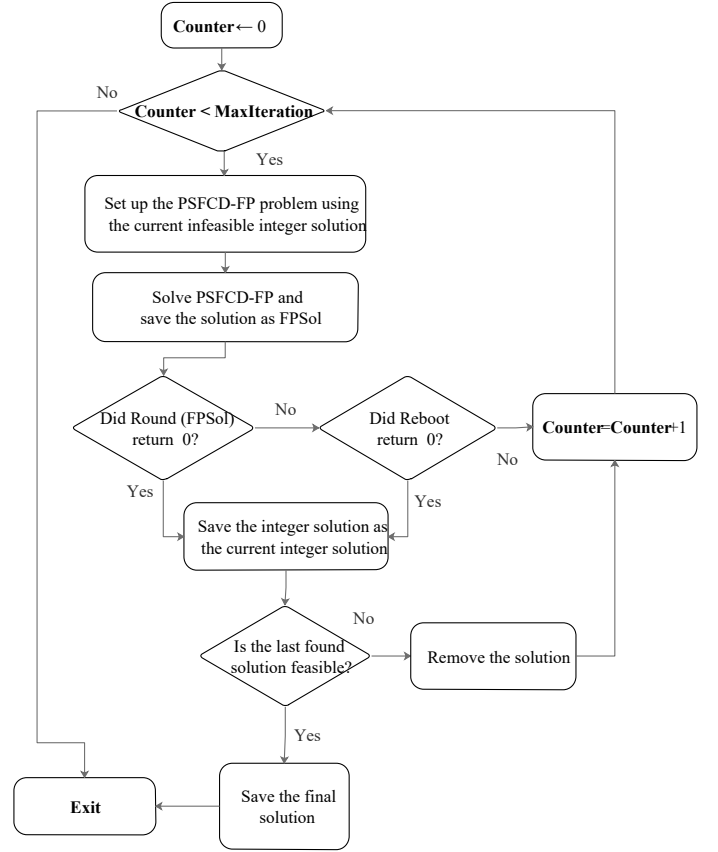 Counter ← 0
No
Counter < MaxIteration
Yes
Set up the PSFCD-FP problem using
the current infeasible integer solution
Solve PSFCD-FP and
save the solution as FPSol
Did Round (FPSol)
return 0?
No
Did Reboot
return 0?
No
Counter=Counter+1
Yes
Yes
Save the integer solution as
the current integer solution
Is the last found
solution feasible?
No
Remove the solution
Yes
Save the final
solution
Exit